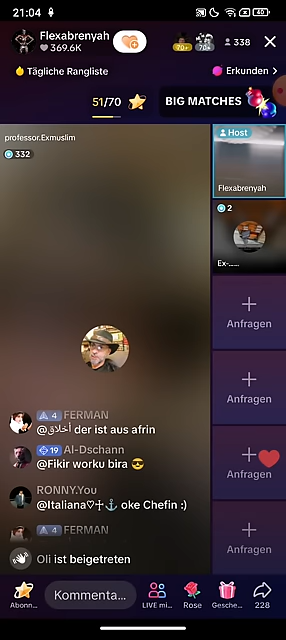 21:04
40
Flexabrenyah
369.6K
70+
70+
338
Tägliche Rangliste
Erkunden >
51/70
BIG MATCHES
professor.Exmuslim
332
Host
Flexabrenyah
2
Ex-......
+
Anfragen
+
Anfragen
+
Anfragen
+
Anfragen
4 FERMAN
@أخلاق der ist aus afrin
19 Al-Dschann
@Fikir worku bira 😎
RONNY.You
@Italiana♡☥⚓ oke Chefin :)
4 FERMAN
Oli ist beigetreten
Abonn...
Kommenta...
LIVE mi...
Rose
Gesche...
228